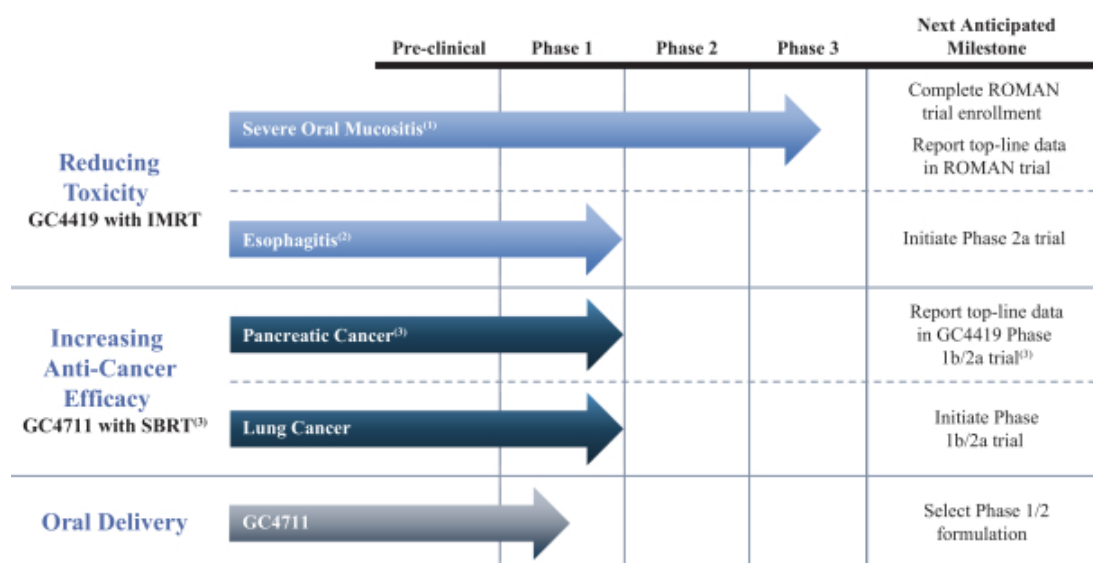 Pre-clinical
Phase 1
Phase 2
Phase 3
Next Anticipated
Milestone
Reducing
Toxicity
GC4419 with IMRT
Severe Oral Mucositis(1)
Complete ROMAN
trial enrollment
Report top-line data
in ROMAN trial
Esophagitis(2)
Initiate Phase 2a trial
Increasing
Anti-Cancer
Efficacy
GC4711 with SBRT(3)
Pancreatic Cancer(3)
Report top-line data
in GC4419 Phase
1b/2a trial(3)
Lung Cancer
Initiate Phase
1b/2a trial
Oral Delivery
GC4711
Select Phase 1/2
formulation